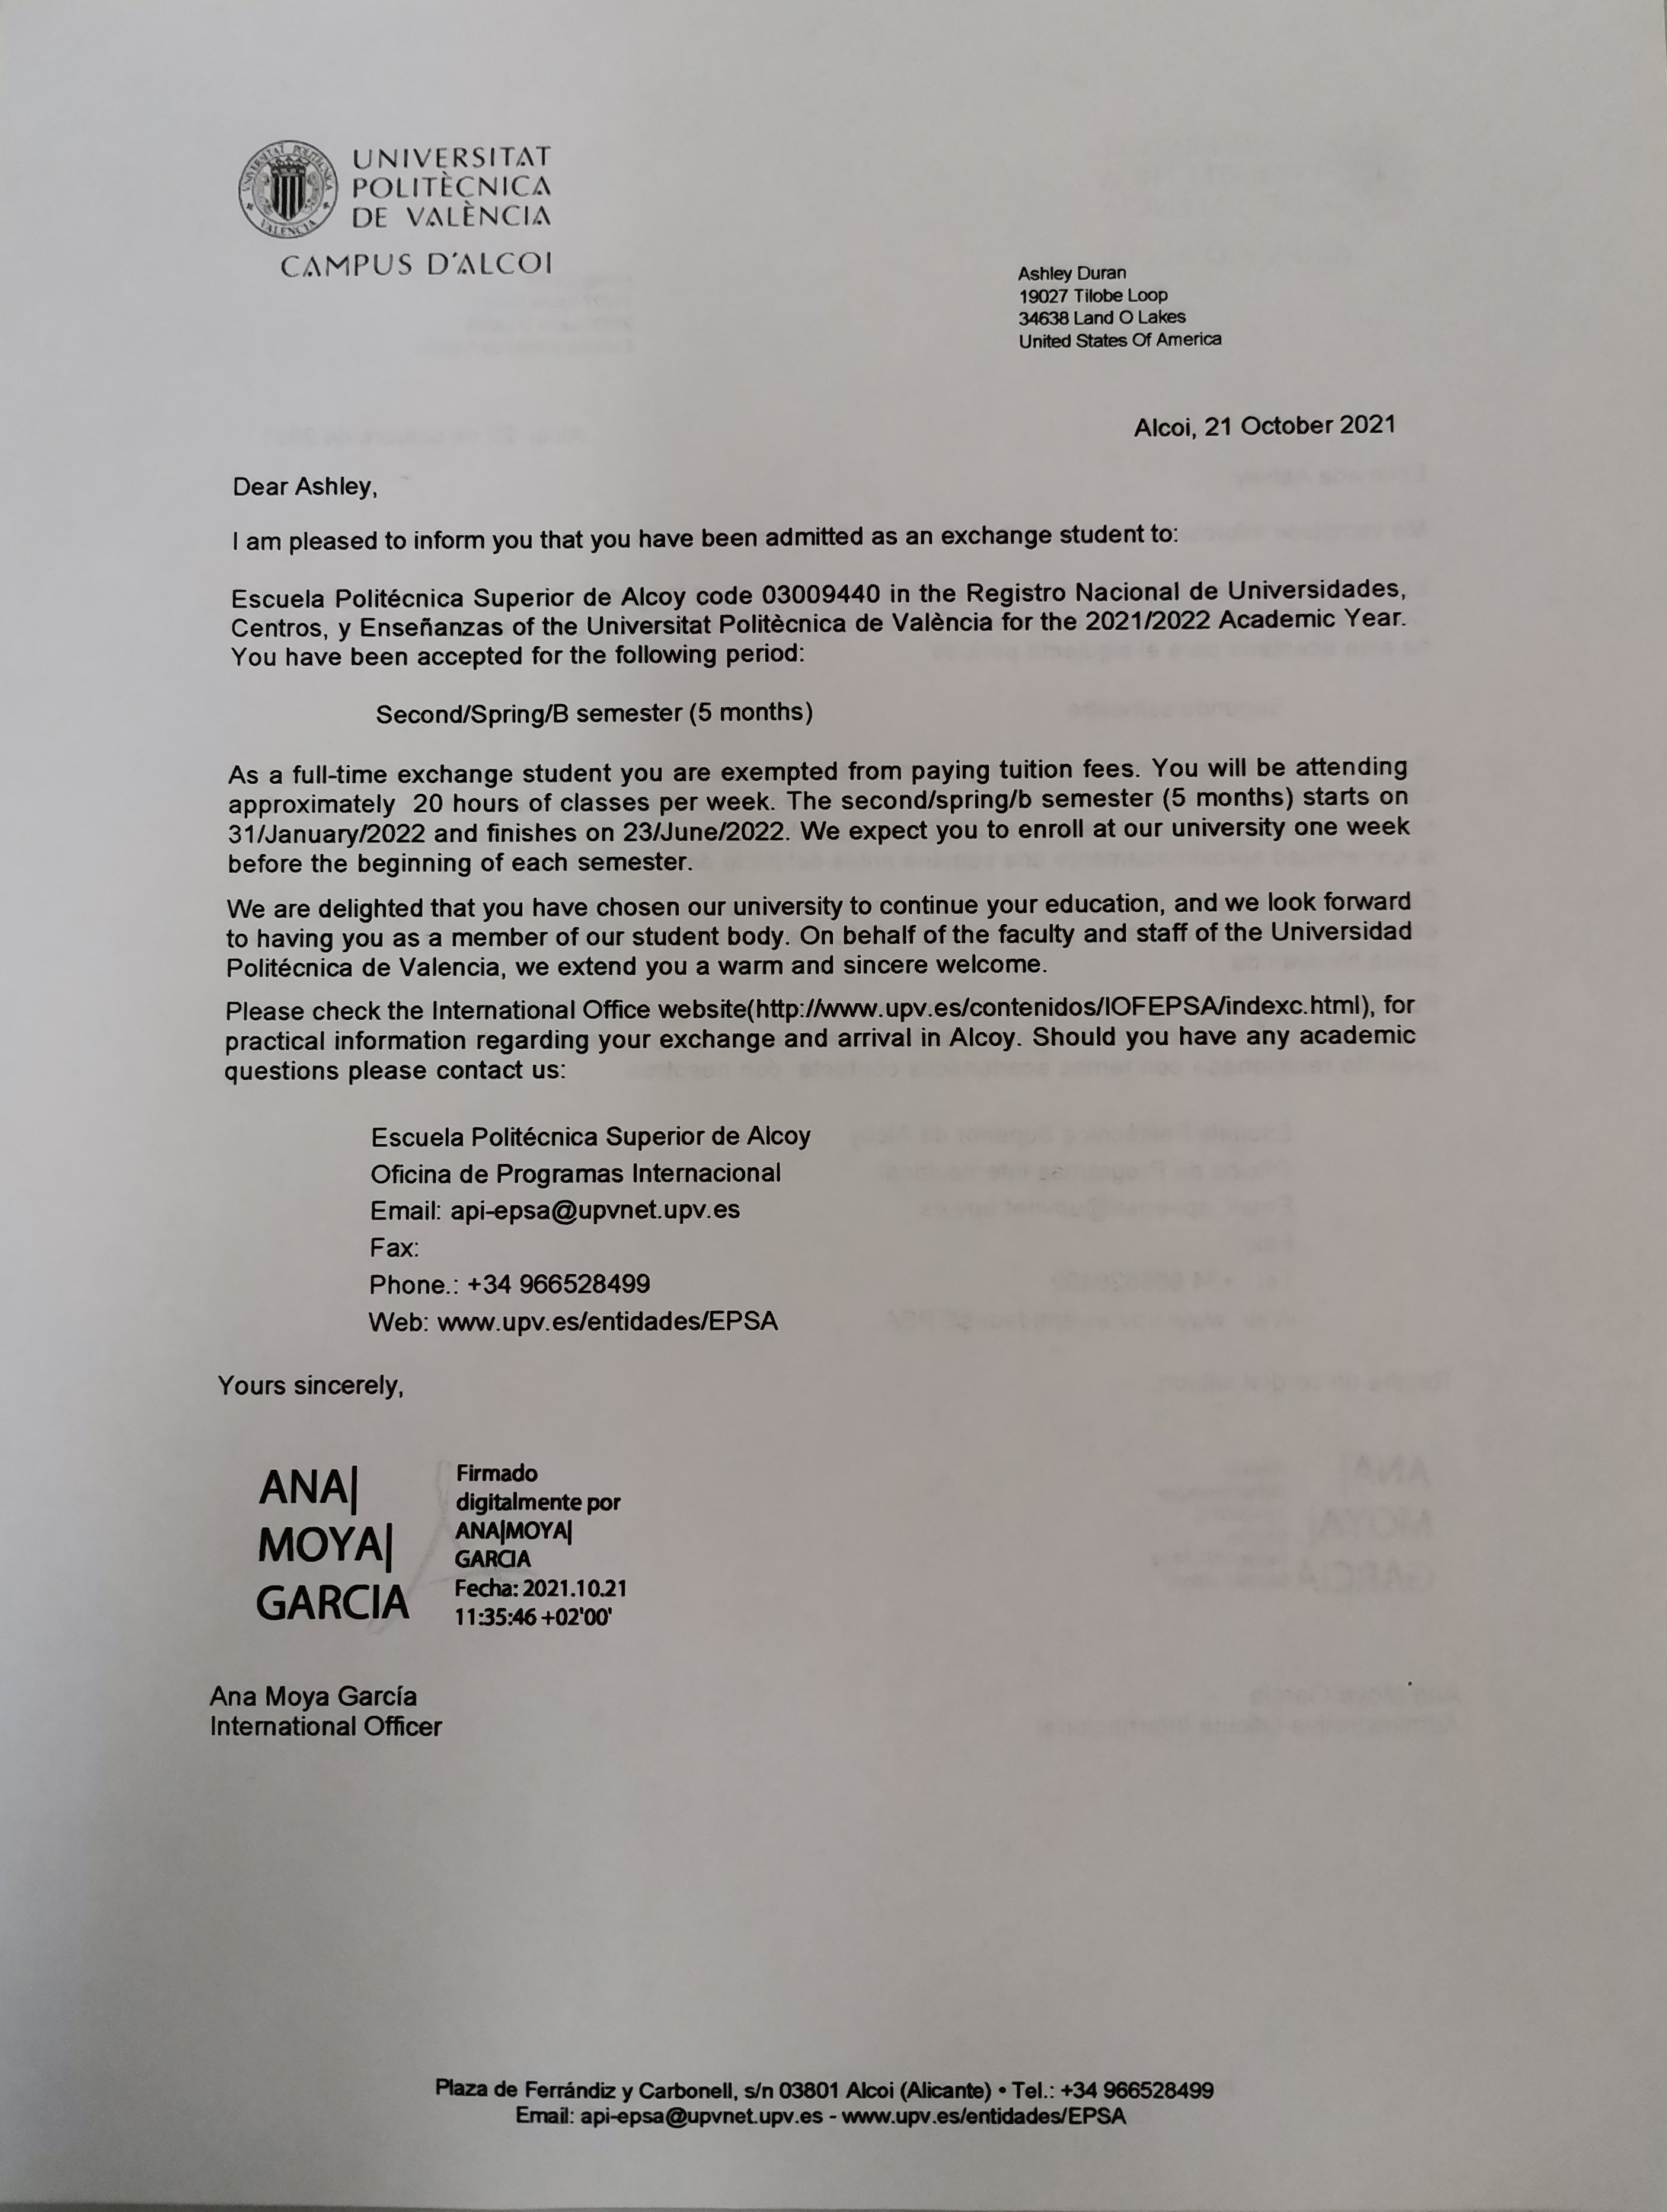 UNIVERSITAT
POLITÈCNICA
DE VALÈNCIA
CAMPUS D'ALCOI
Ashley Duran
19027 Tilobe Loop
34638 Land O Lakes
United States Of America
Alcoi, 21 October 2021
Dear Ashley,
I am pleased to inform you that you have been admitted as an exchange student to:
Escuela Politécnica Superior de Alcoy code 03009440 in the Registro Nacional de Universidades,
Centros, y Enseñanzas of the Universitat Politècnica de València for the 2021/2022 Academic Year.
You have been accepted for the following period:
Second/Spring/B semester (5 months)
As a full-time exchange student you are exempted from paying tuition fees. You will be attending
approximately 20 hours of classes per week. The second/spring/b semester (5 months) starts on
31/January/2022 and finishes on 23/June/2022. We expect you to enroll at our university one week
before the beginning of each semester.
We are delighted that you have chosen our university to continue your education, and we look forward
to having you as a member of our student body. On behalf of the faculty and staff of the Universidad
Politécnica de Valencia, we extend you a warm and sincere welcome.
Please check the International Office website(http://www.upv.es/contenidos/IOFEPSA/indexc.html), for
practical information regarding your exchange and arrival in Alcoy. Should you have any academic
questions please contact us:
Escuela Politécnica Superior de Alcoy
Oficina de Programas Internacional
Email: api-epsa@upvnet.upv.es
Fax:
Phone.: +34 966528499
Web: www.upv.es/entidades/EPSA
Yours sincerely,
ANA|
MOYA|
GARCIA
Firmado
digitalmente por
ANA|MOYA|
GARCIA
Fecha: 2021.10.21
11:35:46 +02'00'
Ana Moya García
International Officer
Plaza de Ferrándiz y Carbonell, s/n 03801 Alcoi (Alicante) • Tel.: +34 966528499
Email: api-epsa@upvnet.upv.es - www.upv.es/entidades/EPSA